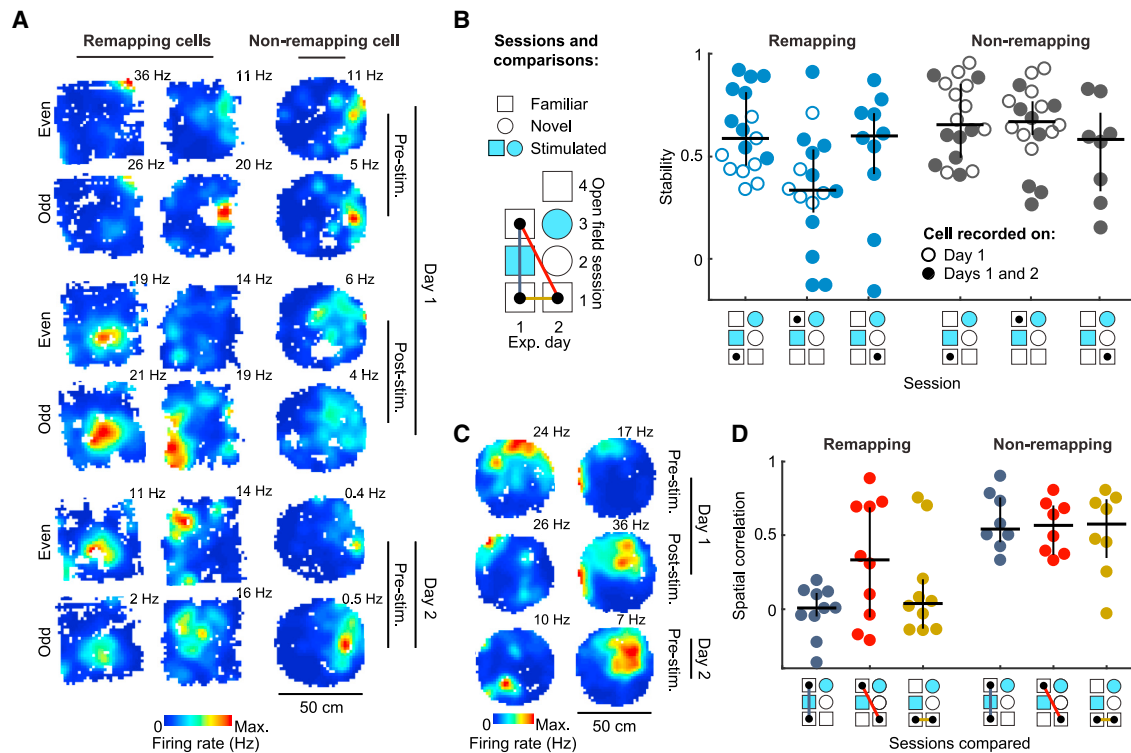 A
Remapping cells
Non-remapping cell
36 Hz
11 Hz
11 Hz
Even
26 Hz
20 Hz
5 Hz
Odd
Pre-stim.
19 Hz
14 Hz
6 Hz
Even
21 Hz
19 Hz
4 Hz
Odd
Post-stim.
Day 1
11 Hz
14 Hz
0.4 Hz
Even
2 Hz
16 Hz
0.5 Hz
Odd
Pre-stim.
Day 2
0
Max.
Firing rate (Hz)
50 cm
B
Sessions and
comparisons:
Familiar
Novel
Stimulated
4
3
2
1
Open field session
1 2
Exp. day
Remapping
Non-remapping
1
0.5
0
Stability
Cell recorded on:
Day 1
Days 1 and 2
Session
C
24 Hz
17 Hz
Pre-stim.
26 Hz
36 Hz
Post-stim.
Day 1
10 Hz
7 Hz
Pre-stim.
Day 2
0
Max.
Firing rate (Hz)
50 cm
D
Remapping
Non-remapping
1
0.5
0
Spatial correlation
Sessions compared